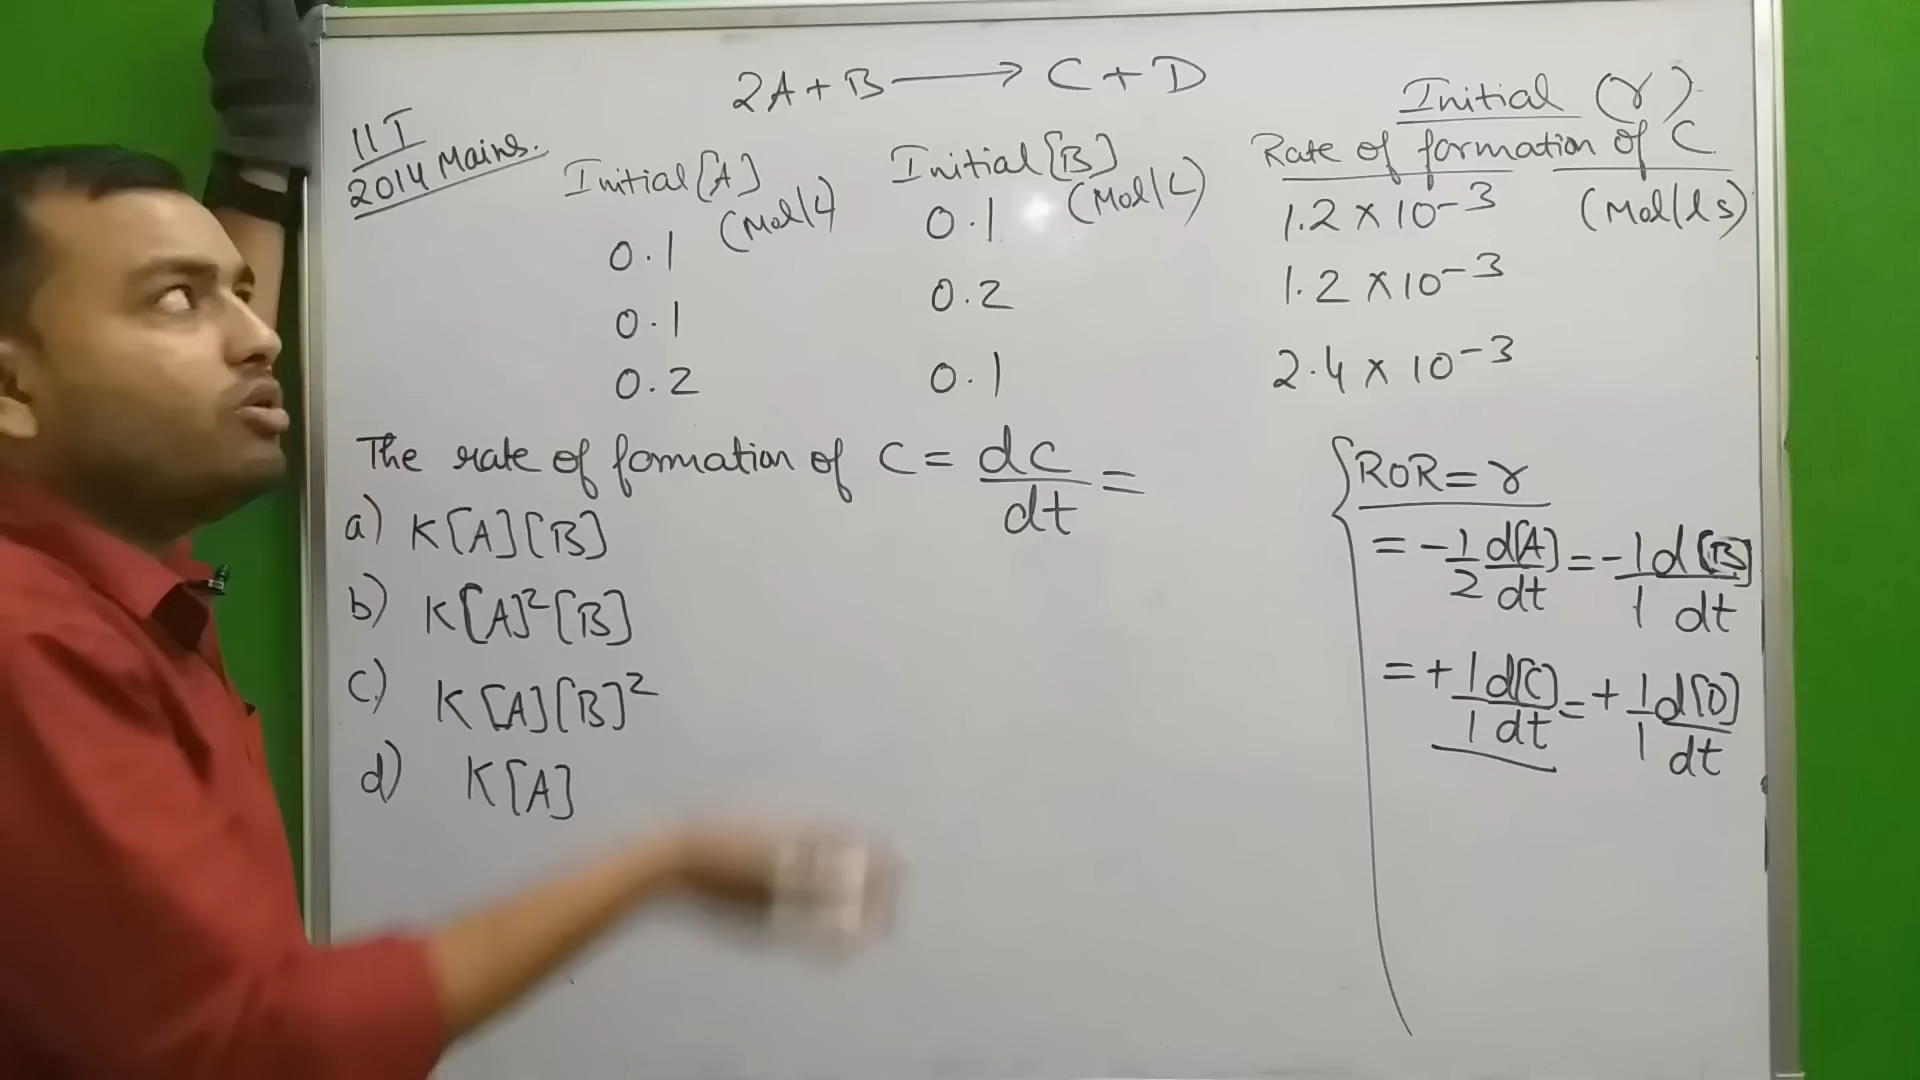 2A + B ⟶ C + D
IIT
2014 Mains.
Initial [A]
(Mol/L)
0.1
0.1
0.2
Initial [B]
(Mol/L)
0.1
0.2
0.1
Initial (r)
Rate of formation of C
(Mol/l s)
1.2 × 10⁻³
1.2 × 10⁻³
2.4 × 10⁻³
The rate of formation of C = dc/dt =
a) K[A][B]
b) K[A]²[B]
c) K[A][B]²
d) K[A]
ROR = r
= -1/2 d[A]/dt = -1/1 d[B]/dt
= +1/1 d[C]/dt = +1/1 d[D]/dt